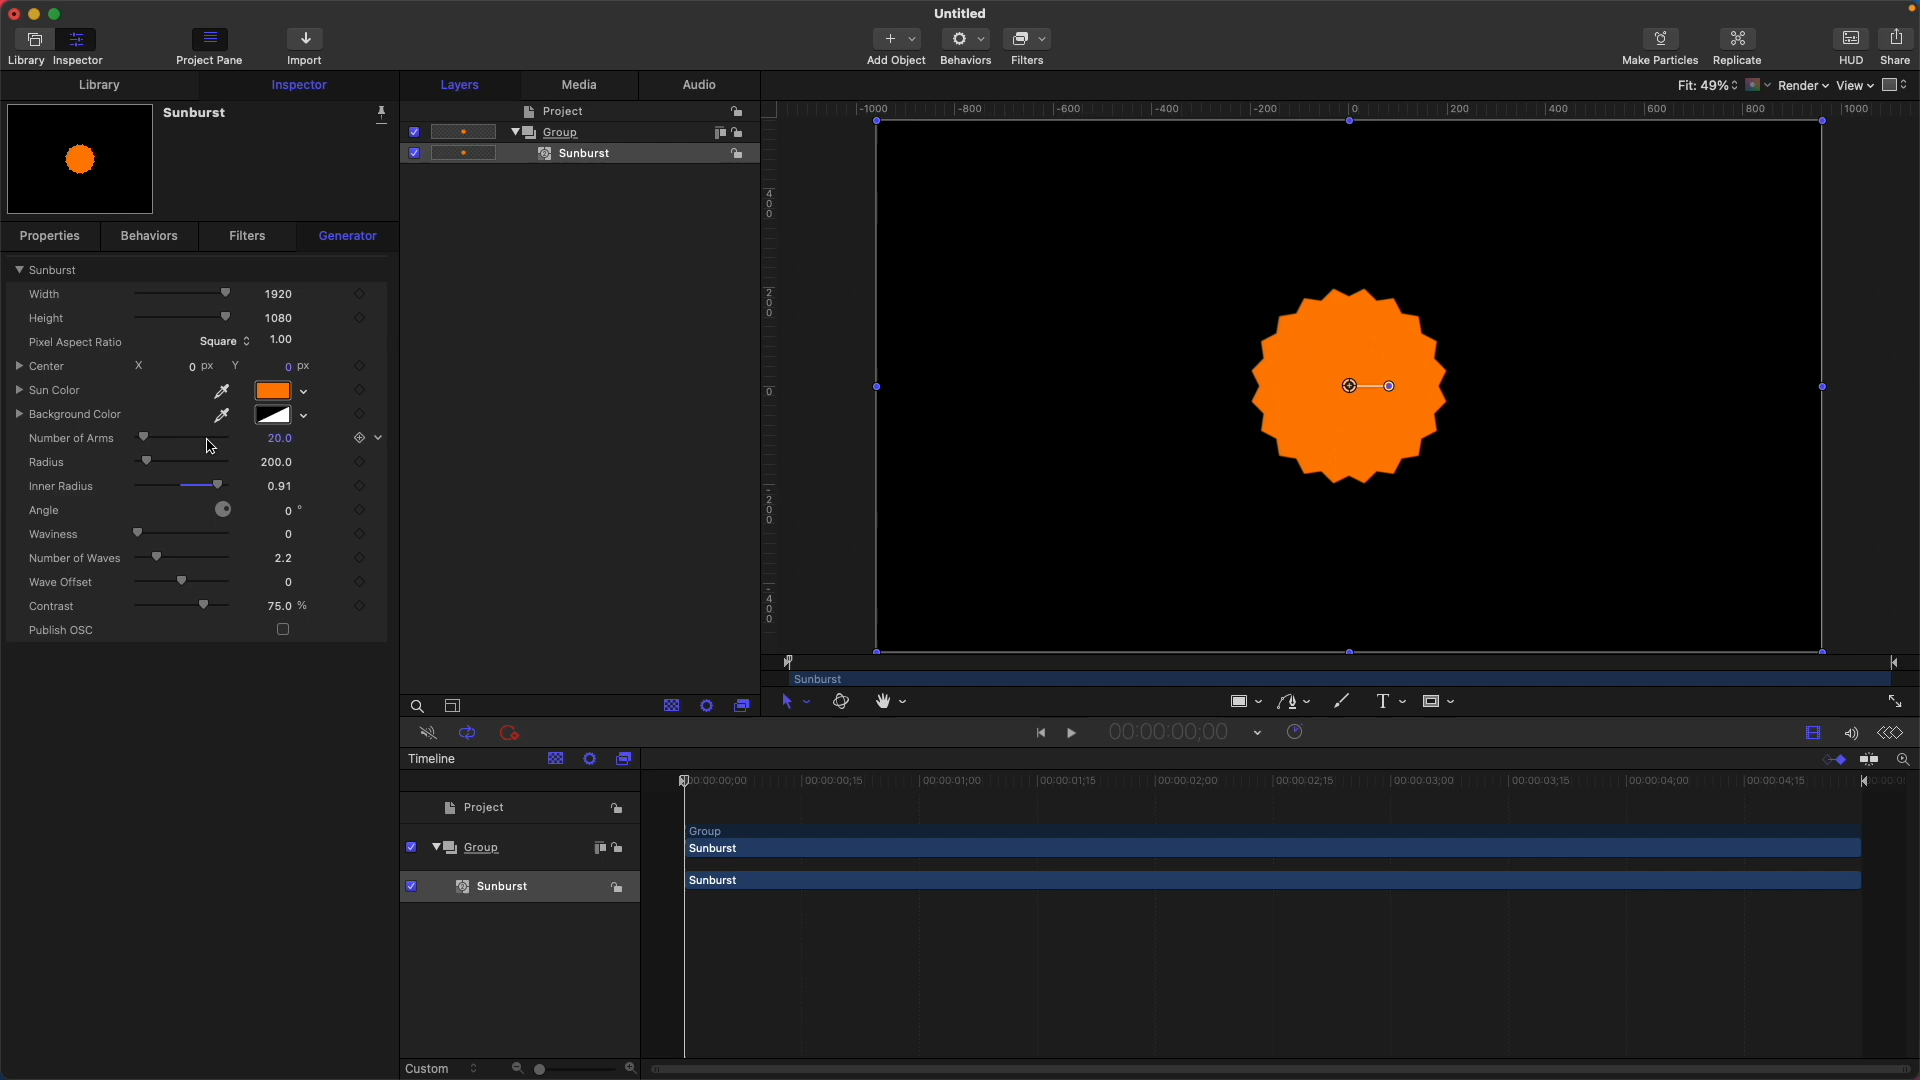 Untitled
Library Inspector Project Pane Import Add Object Behaviors Filters Make Particles Replicate HUD Share
Library Inspector Layers Media Audio Fit: 49% Render View
Sunburst
Project
Group
Sunburst
-1000 -800 -600 -400 -200 0 200 400 600 800 1000
400
200
0
-200
-400
Properties Behaviors Filters Generator
Sunburst
Width 1920
Height 1080
Pixel Aspect Ratio Square 1.00
Center X 0 px Y 0 px
Sun Color
Background Color
Number of Arms 20.0
Radius 200.0
Inner Radius 0.91
Angle 0 °
Waviness 0
Number of Waves 2.2
Wave Offset 0
Contrast 75.0 %
Publish OSC
Sunburst
T
00:00:00;00
Timeline
00:00:00;00 00:00:00;15 00:00:01;00 00:00:01;15 00:00:02;00 00:00:02;15 00:00:03;00 00:00:03;15 00:00:04;00 00:00:04;15
Project
Group
Group
Sunburst
Sunburst
Sunburst
Custom